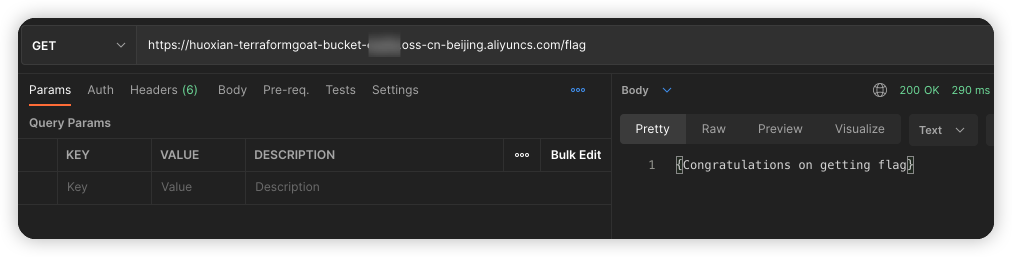 GET https://huoxian-terraformgoat-bucket- oss-cn-beijing.aliyuncs.com/flag
Params Auth Headers (6) Body Pre-req. Tests Settings
Body 200 OK 290 ms
Query Params
Pretty Raw Preview Visualize Text
KEY VALUE DESCRIPTION Bulk Edit
1 {Congratulations on getting flag}
Key Value Description